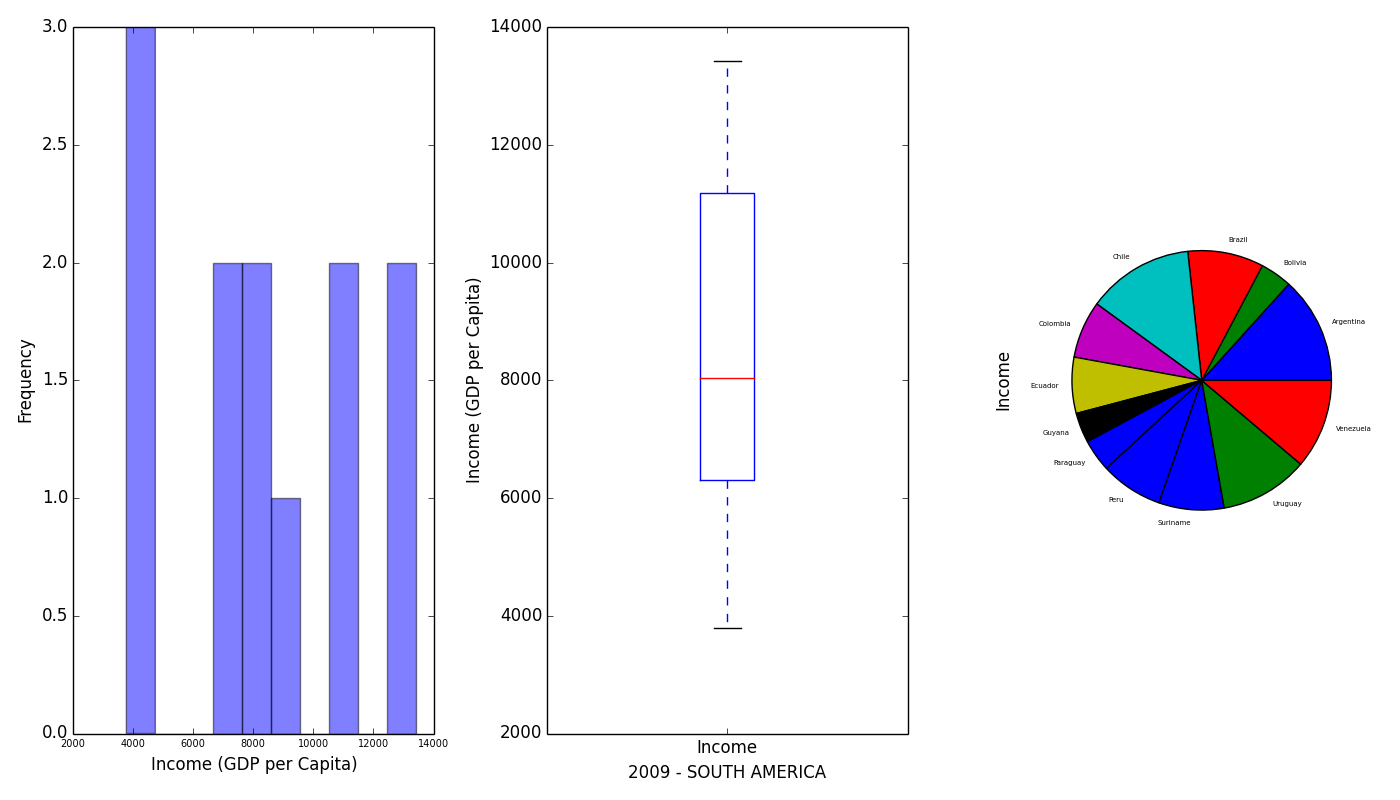 3.0
2.5
2.0
1.5
1.0
0.5
0.0
Frequency
2000 4000 6000 8000 10000 12000 14000
Income (GDP per Capita)
14000
12000
10000
8000
6000
4000
2000
Income (GDP per Capita)
Income
2009 - SOUTH AMERICA
Income
Argentina
Bolivia
Brazil
Chile
Colombia
Ecuador
Guyana
Paraguay
Peru
Suriname
Uruguay
Venezuela